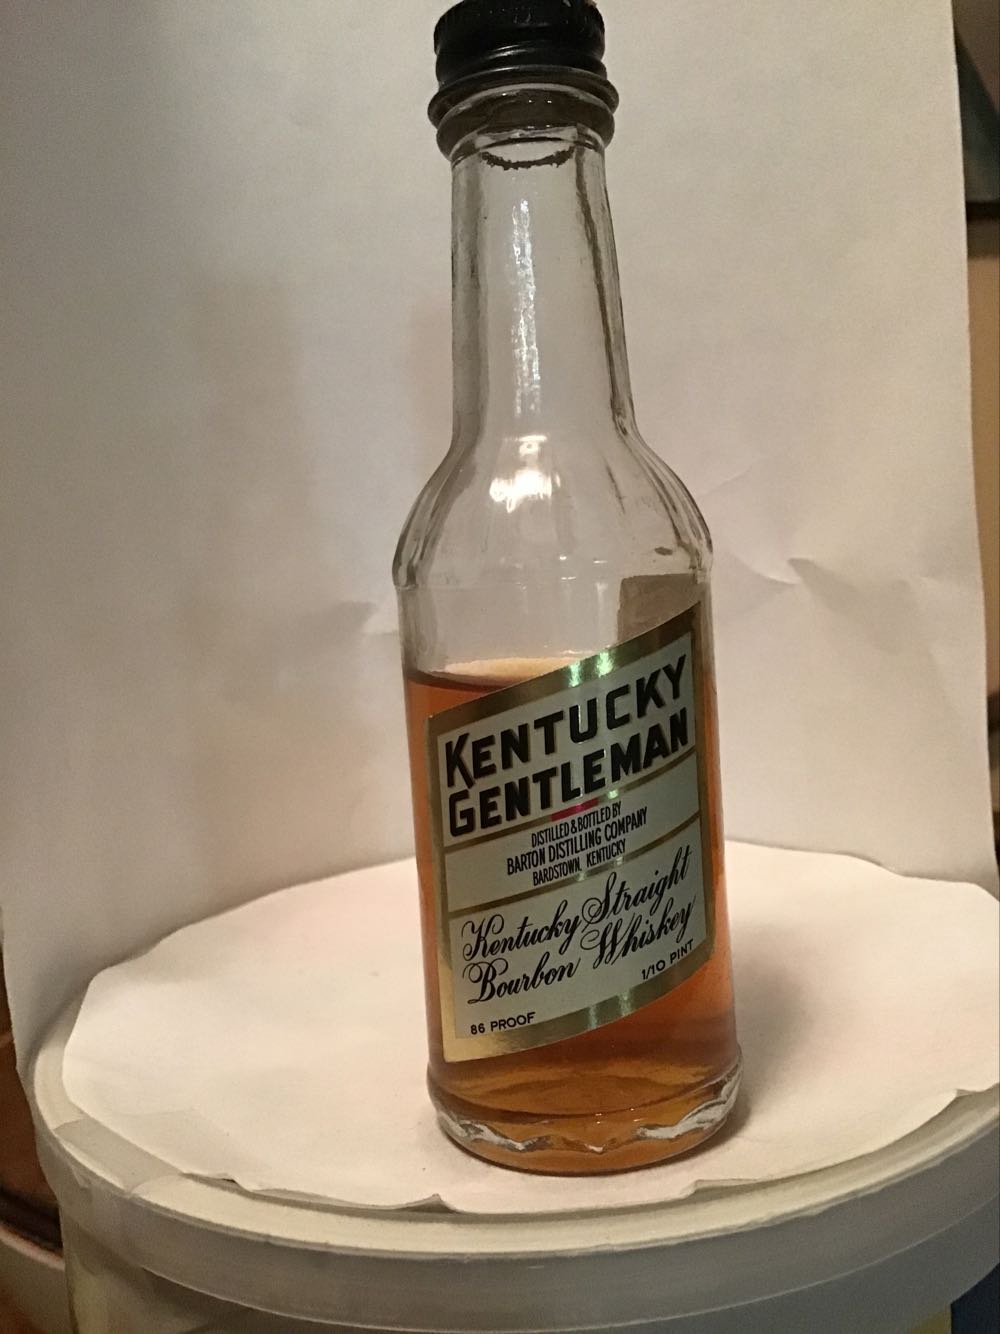 KENTUCKY
GENTLEMAN
DISTILLED & BOTTLED BY
BARTON DISTILLING COMPANY
BARDSTOWN, KENTUCKY
Kentucky Straight
Bourbon Whiskey
86 PROOF
1/10 PINT